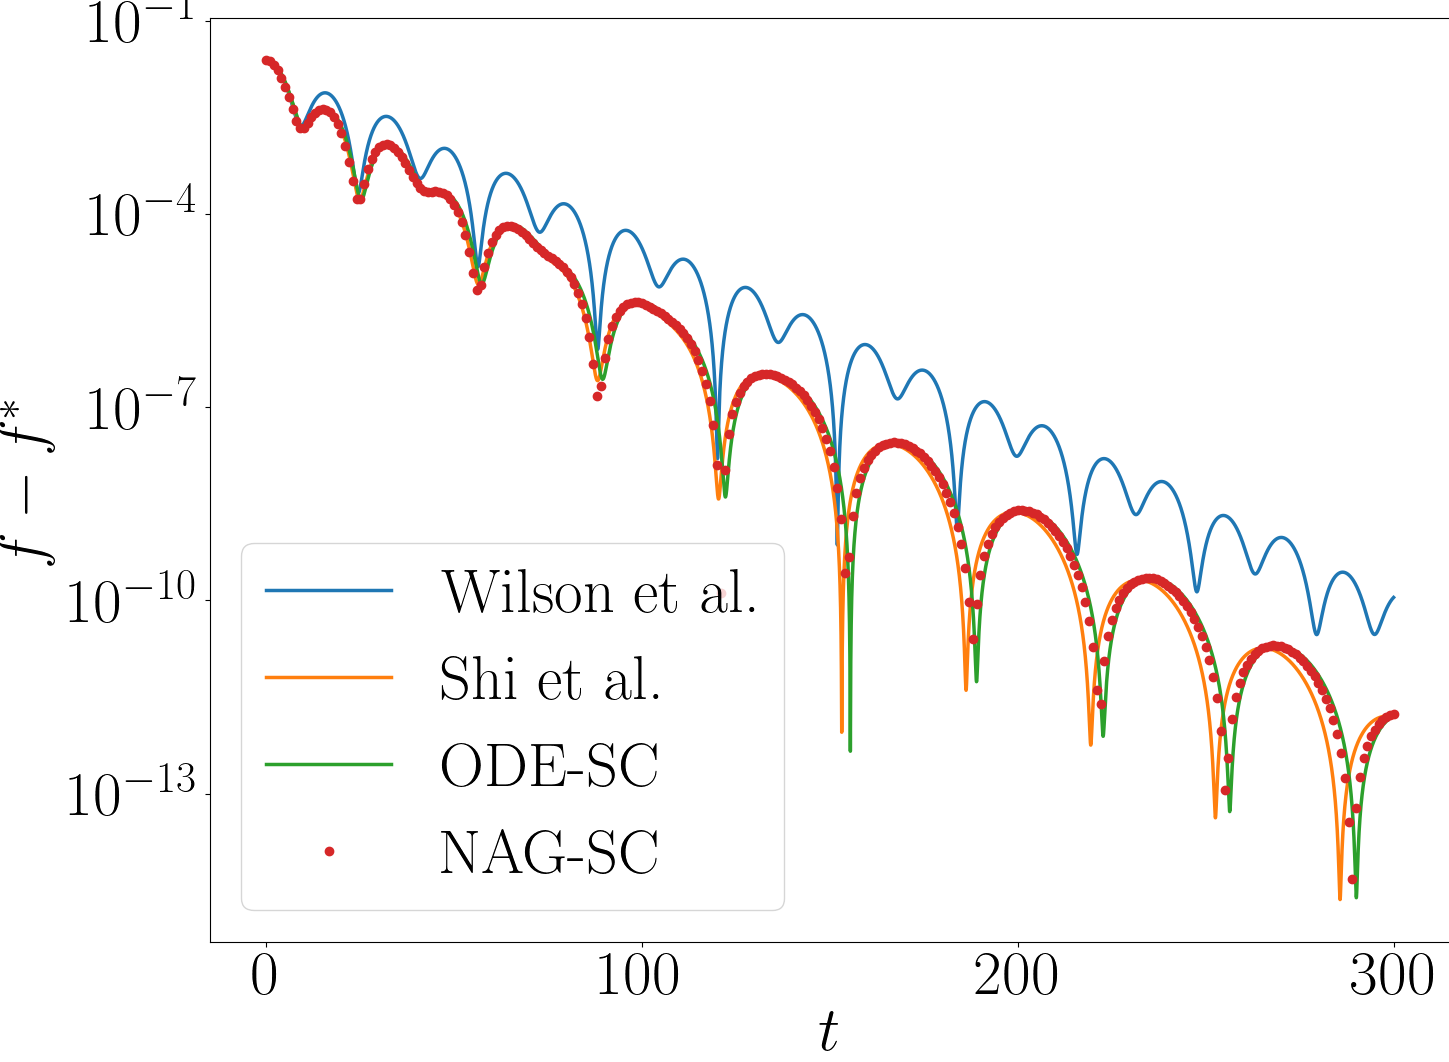 10⁻¹
10⁻⁴
10⁻⁷
10⁻¹⁰
10⁻¹³
f − f*
Wilson et al.
Shi et al.
ODE-SC
NAG-SC
0 100 200 300
t